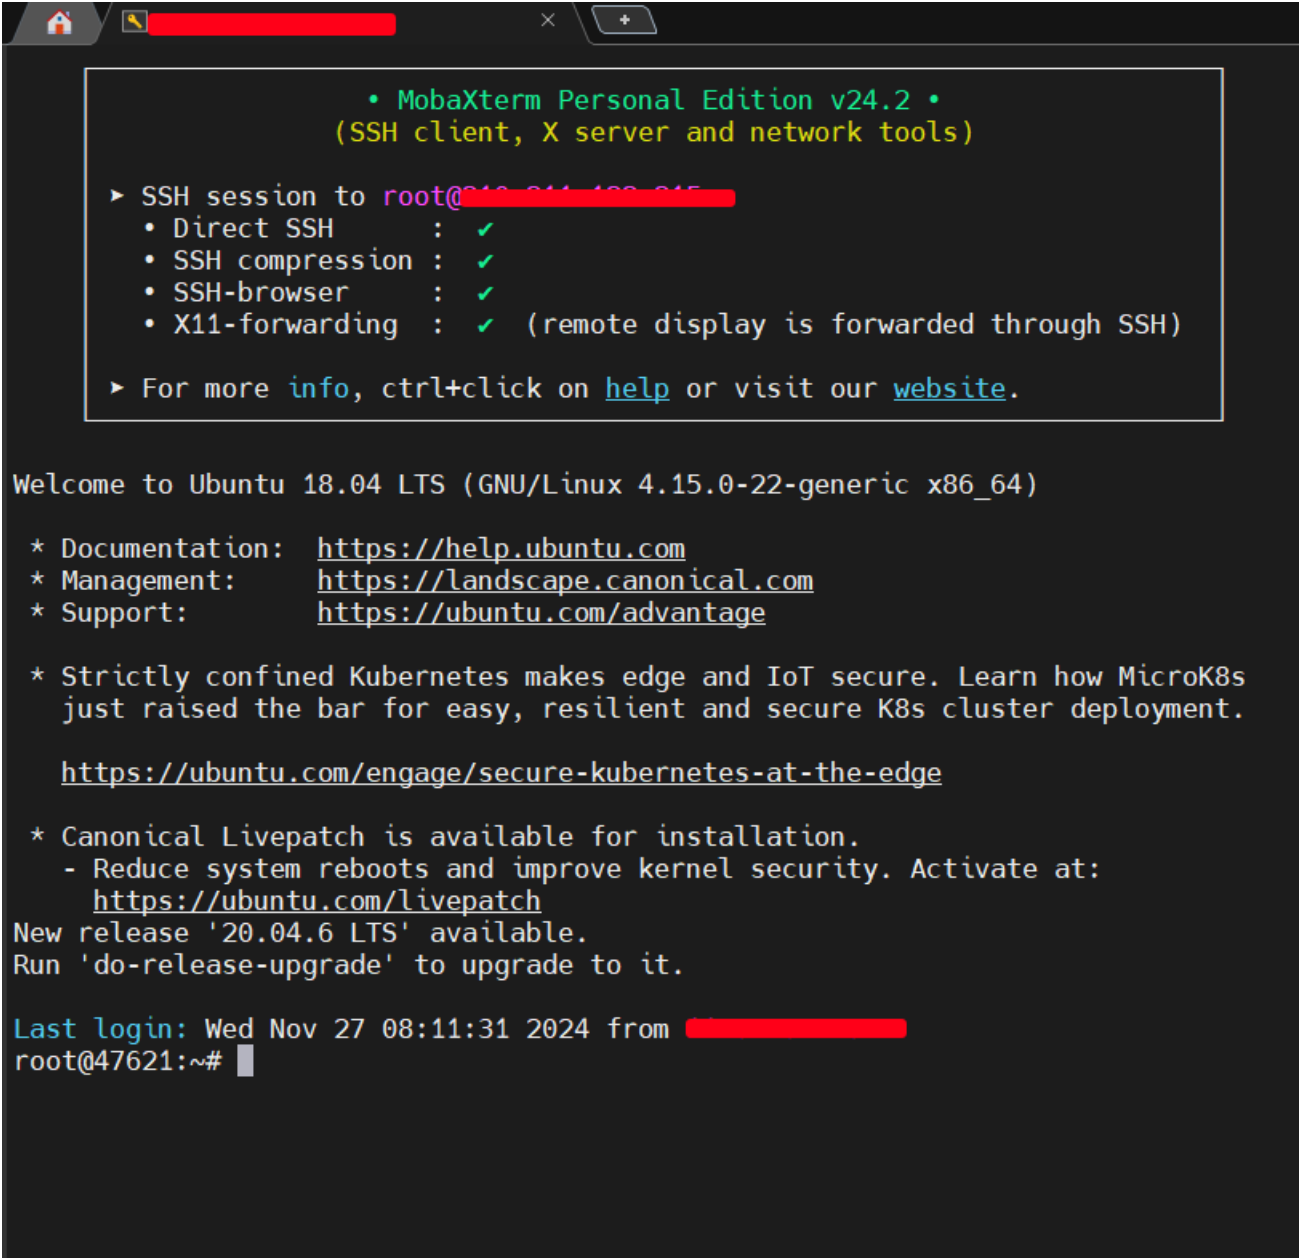 • MobaXterm Personal Edition v24.2 •
(SSH client, X server and network tools)
➤ SSH session to root@
• Direct SSH : ✔
• SSH compression : ✔
• SSH-browser : ✔
• X11-forwarding : ✔ (remote display is forwarded through SSH)
➤ For more info, ctrl+click on help or visit our website.
Welcome to Ubuntu 18.04 LTS (GNU/Linux 4.15.0-22-generic x86_64)
* Documentation: https://help.ubuntu.com
* Management: https://landscape.canonical.com
* Support: https://ubuntu.com/advantage
* Strictly confined Kubernetes makes edge and IoT secure. Learn how MicroK8s
just raised the bar for easy, resilient and secure K8s cluster deployment.
https://ubuntu.com/engage/secure-kubernetes-at-the-edge
* Canonical Livepatch is available for installation.
- Reduce system reboots and improve kernel security. Activate at:
https://ubuntu.com/livepatch
New release '20.04.6 LTS' available.
Run 'do-release-upgrade' to upgrade to it.
Last login: Wed Nov 27 08:11:31 2024 from
root@47621:~#